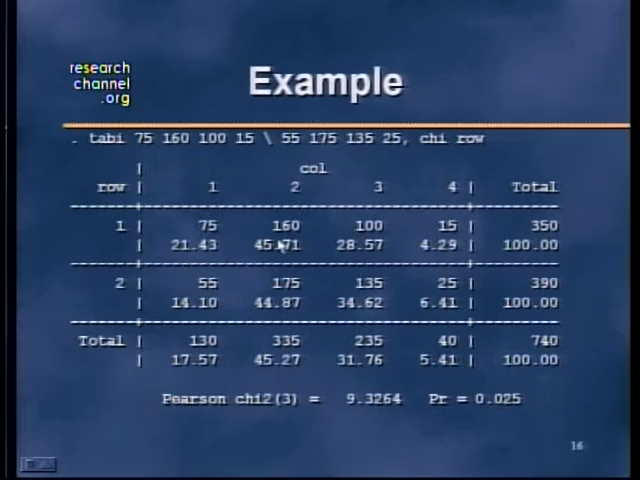 research
channel
.org
Example
. tabi 75 160 100 15 \ 55 175 135 25, chi row
| col
row | 1 2 3 4 | Total
1 | 75 160 100 15 | 350
| 21.43 45.71 28.57 4.29 | 100.00
2 | 55 175 135 25 | 390
| 14.10 44.87 34.62 6.41 | 100.00
Total | 130 335 235 40 | 740
| 17.57 45.27 31.76 5.41 | 100.00
Pearson chi2(3) = 9.3264 Pr = 0.025
16